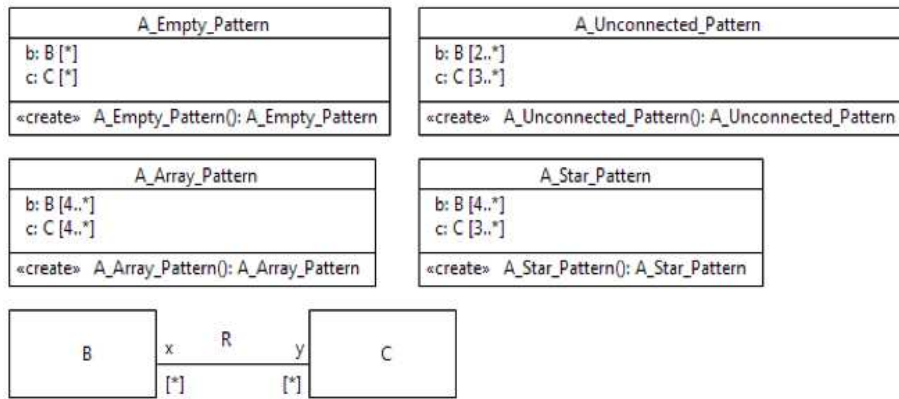 A_Empty_Pattern
b: B [*]
c: C [*]
«create» A_Empty_Pattern(): A_Empty_Pattern
A_Unconnected_Pattern
b: B [2..*]
c: C [3..*]
«create» A_Unconnected_Pattern(): A_Unconnected_Pattern
A_Array_Pattern
b: B [4..*]
c: C [4..*]
«create» A_Array_Pattern(): A_Array_Pattern
A_Star_Pattern
b: B [4..*]
c: C [3..*]
«create» A_Star_Pattern(): A_Star_Pattern
B
x R y
[*] [*]
C